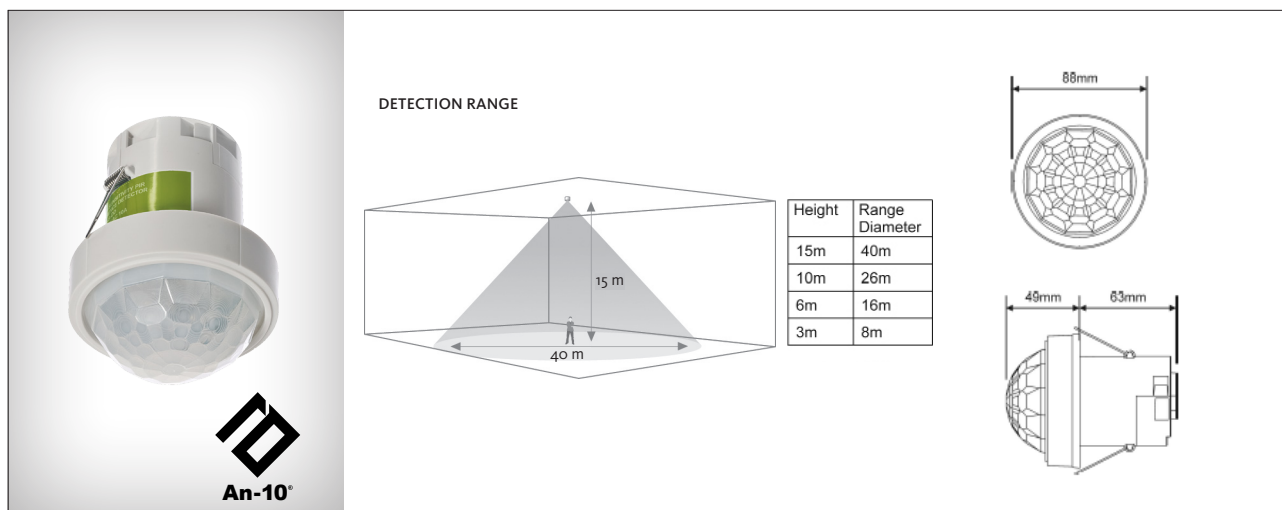 DETECTION RANGE
15 m
40 m
Height Range Diameter
15m 40m
10m 26m
6m 16m
3m 8m
88mm
49mm 63mm
An-10®